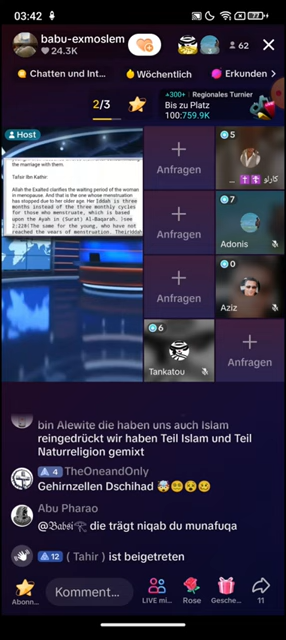 03:42
77
babu-exmoslem
24.3K
62
Chatten und Int...
Wöchentlich
Erkunden
2/3
+300 Regionales Turnier
Bis zu Platz
100:759.9K
Host
the marriage with them.
Tafsir Ibn Kathir:
Allah the Exalted clarifies the waiting period of the woman
in menopause. And that is the one whose menstruation
has stopped due to her older age. Her Iddah is three
months instead of the three monthly cycles
for those who menstruate, which is based
upon the Ayah in (Surat) Al-Baqarah. [see
2:228] The same for the young, who have not
reached the years of menstruation.
Anfragen
Anfragen
Anfragen
Anfragen
5
كارلو
7
Adonis
0
Aziz
6
Tankatou
bin Alewite die haben uns auch Islam
reingedrückt wir haben Teil Islam und Teil
Naturreligion gemixt
4 TheOneandOnly
Gehirnzellen Dschihad 🤯😵‍💫😵🥴
Abu Pharao
@𝔅𝔞𝔟𝔰𝔦 die trägt niqab du munafuqa
12 ( Tahir ) ist beigetreten
Abonn...
Komment...
LIVE mi...
Rose
Gesche...
11